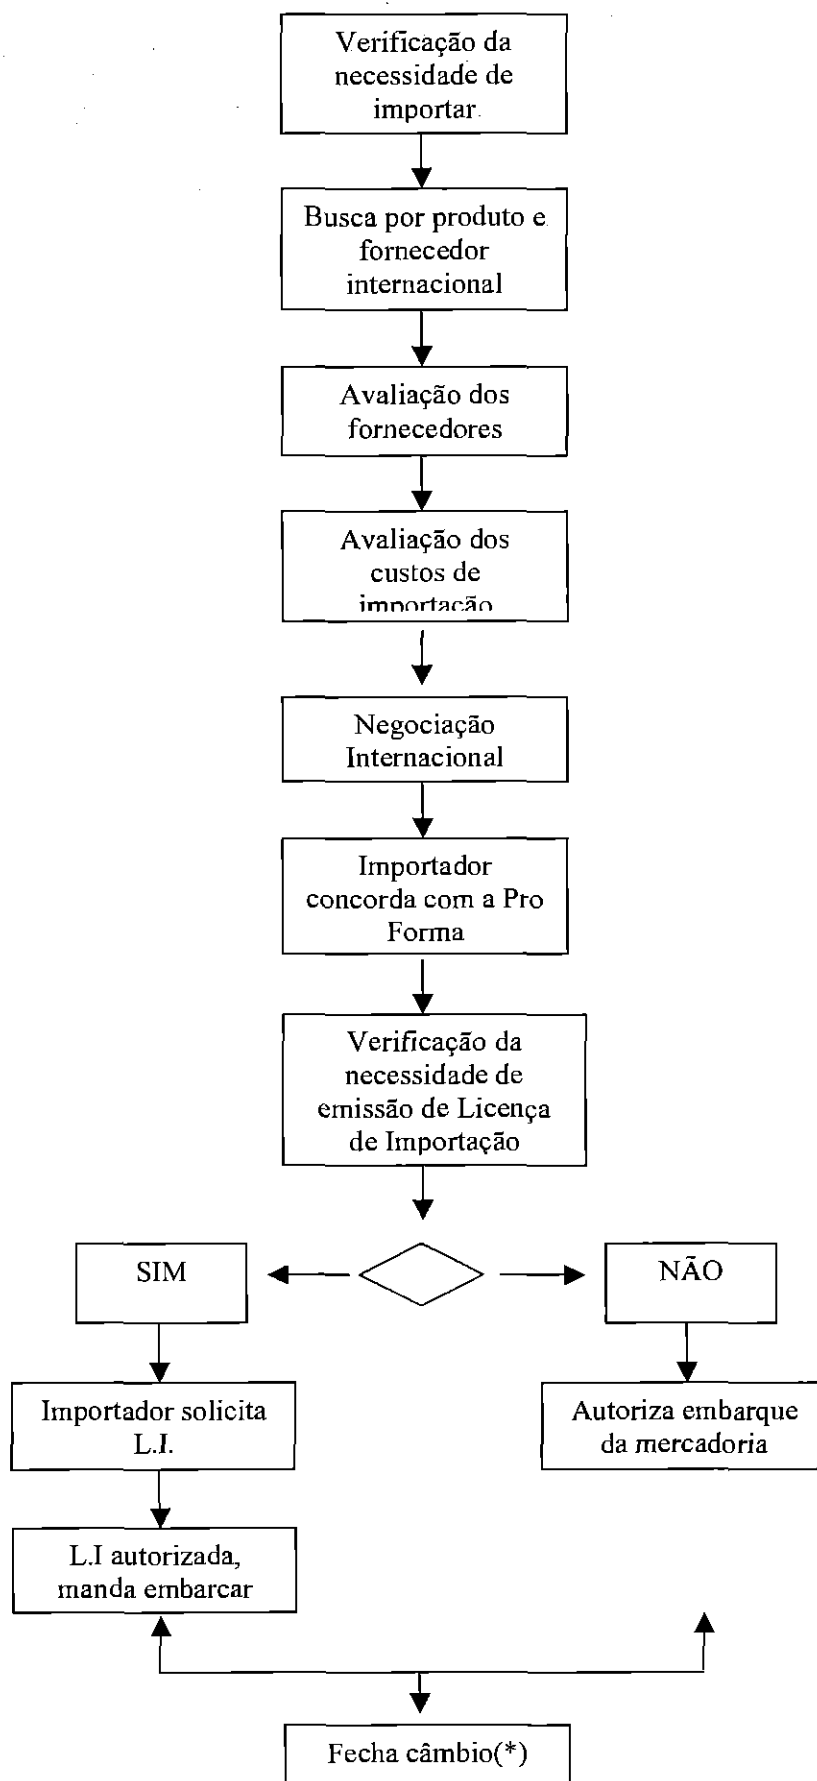 Verificação da
necessidade de
importar
Busca por produto e
fornecedor
internacional
Avaliação dos
fornecedores
Avaliação dos
custos de
importação
Negociação
Internacional
Importador
concorda com a Pro
Forma
Verificação da
necessidade de
emissão de Licença
de Importação
SIM
NÃO
Importador solicita
L.I.
Autoriza embarque
da mercadoria
L.I autorizada,
manda embarcar
Fecha câmbio(*)